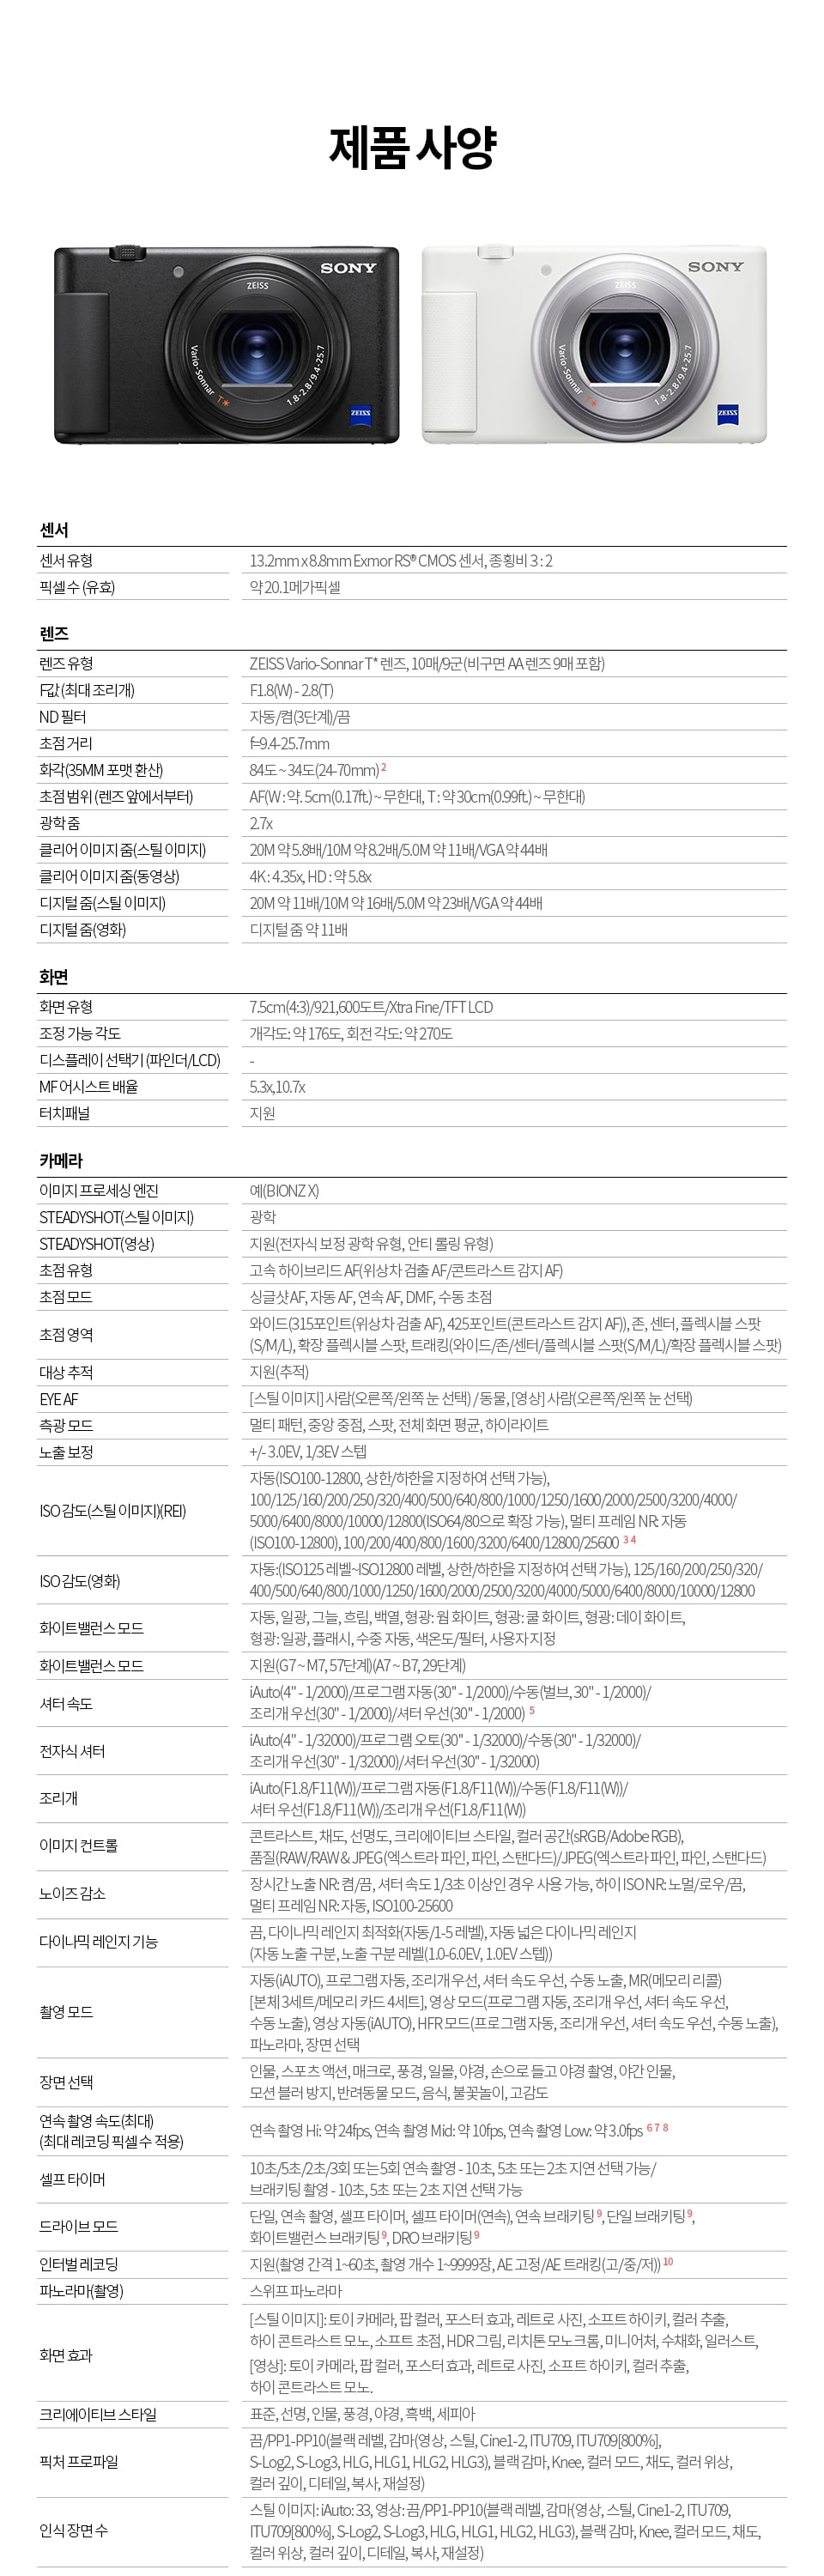 제품 사양
SONY
ZEISS
Vario-Sonnar T* 1.8-2.8/9.4-25.7
ZEISS
SONY
ZEISS
Vario-Sonnar T* 1.8-2.8/9.4-25.7
ZEISS
센서
센서 유형 13.2mm x 8.8mm Exmor RS® CMOS 센서, 종횡비 3 : 2
픽셀 수 (유효) 약 20.1메가픽셀
렌즈
렌즈 유형 ZEISS Vario-Sonnar T* 렌즈, 10매/9군(비구면 AA 렌즈 9매 포함)
F값 (최대 조리개) F1.8(W) - 2.8(T)
ND 필터 자동/켬(3단계)/끔
초점 거리 f=9.4-25.7mm
화각(35MM 포맷 환산) 84도 ~ 34도(24-70mm) 2
초점 범위 (렌즈 앞에서부터) AF(W : 약. 5cm(0.17ft.) ~ 무한대, T : 약 30cm(0.99ft.) ~ 무한대)
광학 줌 2.7x
클리어 이미지 줌(스틸 이미지) 20M 약 5.8배/10M 약 8.2배/5.0M 약 11배/VGA 약 44배
클리어 이미지 줌(동영상) 4K : 4.35x, HD : 약 5.8x
디지털 줌(스틸 이미지) 20M 약 11배/10M 약 16배/5.0M 약 23배/VGA 약 44배
디지털 줌(영화) 디지털 줌 약 11배
화면
화면 유형 7.5cm(4:3)/921,600도트/Xtra Fine/TFT LCD
조정 가능 각도 개각도: 약 176도, 회전 각도: 약 270도
디스플레이 선택기 (파인더/LCD) -
MF 어시스트 배율 5.3x,10.7x
터치패널 지원
카메라
이미지 프로세싱 엔진 예(BIONZ X)
STEADYSHOT(스틸 이미지) 광학
STEADYSHOT(영상) 지원(전자식 보정 광학 유형, 안티 롤링 유형)
초점 유형 고속 하이브리드 AF(위상차 검출 AF/콘트라스트 감지 AF)
초점 모드 싱글샷 AF, 자동 AF, 연속 AF, DMF, 수동 초점
초점 영역 와이드(315포인트(위상차 검출 AF), 425포인트(콘트라스트 감지 AF)), 존, 센터, 플렉시블 스팟
(S/M/L), 확장 플렉시블 스팟, 트래킹(와이드/존/센터/플렉시블 스팟(S/M/L)/확장 플렉시블 스팟)
대상 추적 지원(추적)
EYE AF [스틸 이미지] 사람(오른쪽/왼쪽 눈 선택) / 동물, [영상] 사람(오른쪽/왼쪽 눈 선택)
측광 모드 멀티 패턴, 중앙 중점, 스팟, 전체 화면 평균, 하이라이트
노출 보정 +/- 3.0EV, 1/3EV 스텝
ISO 감도(스틸 이미지)(REI) 자동(ISO100-12800, 상한/하한을 지정하여 선택 가능),
100/125/160/200/250/320/400/500/640/800/1000/1250/1600/2000/2500/3200/4000/
5000/6400/8000/10000/12800(ISO64/80으로 확장 가능), 멀티 프레임 NR: 자동
(ISO100-12800), 100/200/400/800/1600/3200/6400/12800/25600 3 4
ISO 감도(영화) 자동:(ISO125 레벨~ISO12800 레벨, 상한/하한을 지정하여 선택 가능), 125/160/200/250/320/
400/500/640/800/1000/1250/1600/2000/2500/3200/4000/5000/6400/8000/10000/12800
화이트밸런스 모드 자동, 일광, 그늘, 흐림, 백열, 형광: 웜 화이트, 형광: 쿨 화이트, 형광: 데이 화이트,
형광: 일광, 플래시, 수중 자동, 색온도/필터, 사용자 지정
화이트밸런스 모드 지원(G7 ~ M7, 57단계)(A7 ~ B7, 29단계)
셔터 속도 iAuto(4" - 1/2000)/프로그램 자동(30" - 1/2000)/수동(벌브, 30" - 1/2000)/
조리개 우선(30" - 1/2000)/셔터 우선(30" - 1/2000) 5
전자식 셔터 iAuto(4" - 1/32000)/프로그램 오토(30" - 1/32000)/수동(30" - 1/32000)/
조리개 우선(30" - 1/32000)/셔터 우선(30" - 1/32000)
조리개 iAuto(F1.8/F11(W))/프로그램 자동(F1.8/F11(W))/수동(F1.8/F11(W))/
셔터 우선(F1.8/F11(W))/조리개 우선(F1.8/F11(W))
이미지 컨트롤 콘트라스트, 채도, 선명도, 크리에이티브 스타일, 컬러 공간(sRGB/Adobe RGB),
품질(RAW/RAW & JPEG(엑스트라 파인, 파인, 스탠다드)/JPEG(엑스트라 파인, 파인, 스탠다드)
노이즈 감소 장시간 노출 NR: 켬/끔, 셔터 속도 1/3초 이상인 경우 사용 가능, 하이 ISO NR: 노멀/로우/끔,
멀티 프레임 NR: 자동, ISO100-25600
다이나믹 레인지 기능 끔, 다이나믹 레인지 최적화(자동/1-5 레벨), 자동 넓은 다이나믹 레인지
(자동 노출 구분, 노출 구분 레벨(1.0-6.0EV, 1.0EV 스텝))
촬영 모드 자동(iAUTO), 프로그램 자동, 조리개 우선, 셔터 속도 우선, 수동 노출, MR(메모리 리콜)
[본체 3세트/메모리 카드 4세트], 영상 모드(프로그램 자동, 조리개 우선, 셔터 속도 우선,
수동 노출), 영상 자동(iAUTO), HFR 모드(프로그램 자동, 조리개 우선, 셔터 속도 우선, 수동 노출),
파노라마, 장면 선택
장면 선택 인물, 스포츠 액션, 매크로, 풍경, 일몰, 야경, 손으로 들고 야경 촬영, 야간 인물,
모션 블러 방지, 반려동물 모드, 음식, 불꽃놀이, 고감도
연속 촬영 속도(최대)
(최대 레코딩 픽셀 수 적용) 연속 촬영 Hi: 약 24fps, 연속 촬영 Mid: 약 10fps, 연속 촬영 Low: 약 3.0fps 6 7 8
셀프 타이머 10초/5초/2초/3회 또는 5회 연속 촬영 - 10초, 5초 또는 2초 지연 선택 가능/
브래키팅 촬영 - 10초, 5초 또는 2초 지연 선택 가능
드라이브 모드 단일, 연속 촬영, 셀프 타이머, 셀프 타이머(연속), 연속 브래키팅 9, 단일 브래키팅 9,
화이트밸런스 브래키팅 9, DRO 브래키팅 9
인터벌 레코딩 지원(촬영 간격 1~60초, 촬영 개수 1~9999장, AE 고정/AE 트래킹(고/중/저)) 10
파노라마(촬영) 스위프 파노라마
화면 효과 [스틸 이미지]: 토이 카메라, 팝 컬러, 포스터 효과, 레트로 사진, 소프트 하이키, 컬러 추출,
하이 콘트라스트 모노, 소프트 초점, HDR 그림, 리치톤 모노크롬, 미니어처, 수채화, 일러스트,
[영상]: 토이 카메라, 팝 컬러, 포스터 효과, 레트로 사진, 소프트 하이키, 컬러 추출,
하이 콘트라스트 모노.
크리에이티브 스타일 표준, 선명, 인물, 풍경, 야경, 흑백, 세피아
픽처 프로파일 끔/PP1-PP10(블랙 레벨, 감마(영상, 스틸, Cine1-2, ITU709, ITU709[800%],
S-Log2, S-Log3, HLG, HLG1, HLG2, HLG3), 블랙 감마, Knee, 컬러 모드, 채도, 컬러 위상,
컬러 깊이, 디테일, 복사, 재설정)
인식 장면 수 스틸 이미지: iAuto: 33, 영상: 끔/PP1-PP10(블랙 레벨, 감마(영상, 스틸, Cine1-2, ITU709,
ITU709[800%], S-Log2, S-Log3, HLG, HLG1, HLG2, HLG3), 블랙 감마, Knee, 컬러 모드, 채도,
컬러 위상, 컬러 깊이, 디테일, 복사, 재설정)